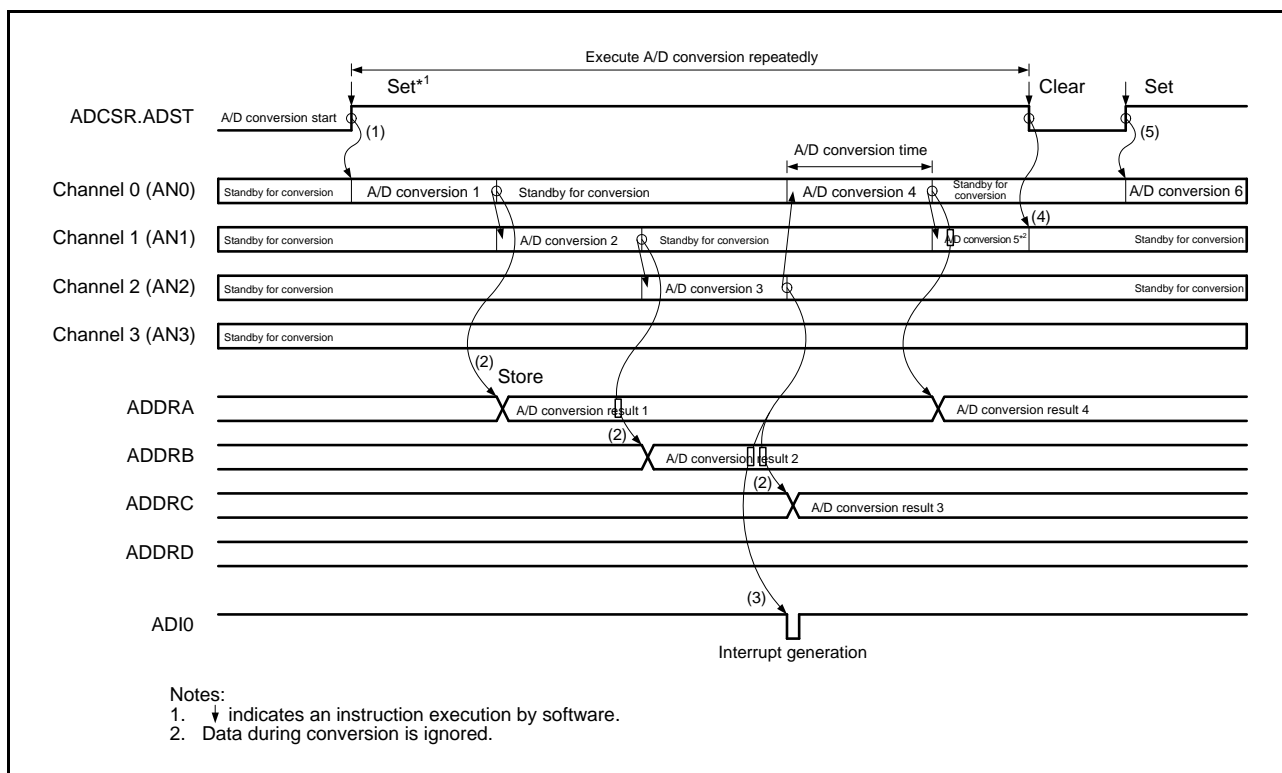 Execute A/D conversion repeatedly
Set*1
Clear
Set
ADCSR.ADST
A/D conversion start
(1)
(5)
A/D conversion time
Channel 0 (AN0)
Standby for conversion
A/D conversion 1
Standby for conversion
A/D conversion 4
Standby for
conversion
A/D conversion 6
(4)
Channel 1 (AN1)
Standby for conversion
A/D conversion 2
Standby for conversion
A/D conversion 5*2
Standby for conversion
Channel 2 (AN2)
Standby for conversion
A/D conversion 3
Standby for conversion
Channel 3 (AN3)
Standby for conversion
(2)
Store
ADDRA
A/D conversion result 1
A/D conversion result 4
(2)
ADDRB
A/D conversion result 2
(2)
ADDRC
A/D conversion result 3
ADDRD
(3)
ADI0
Interrupt generation
Notes:
1. ↓ indicates an instruction execution by software.
2. Data during conversion is ignored.